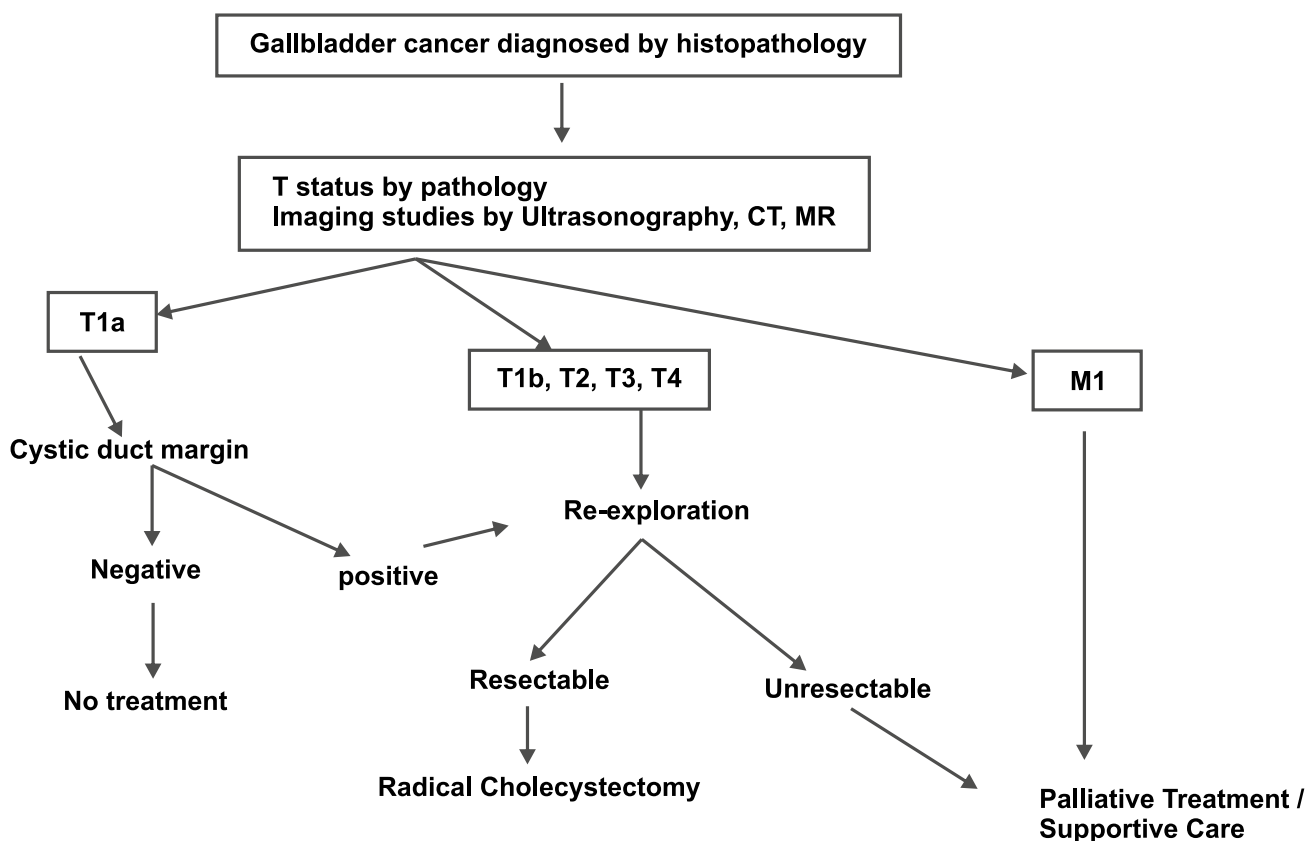 Gallbladder cancer diagnosed by histopathology
T status by pathology
Imaging studies by Ultrasonography, CT, MR
T1a
T1b, T2, T3, T4
M1
Cystic duct margin
Re-exploration
Negative
positive
Resectable
Unresectable
No treatment
Radical Cholecystectomy
Palliative Treatment /
Supportive Care